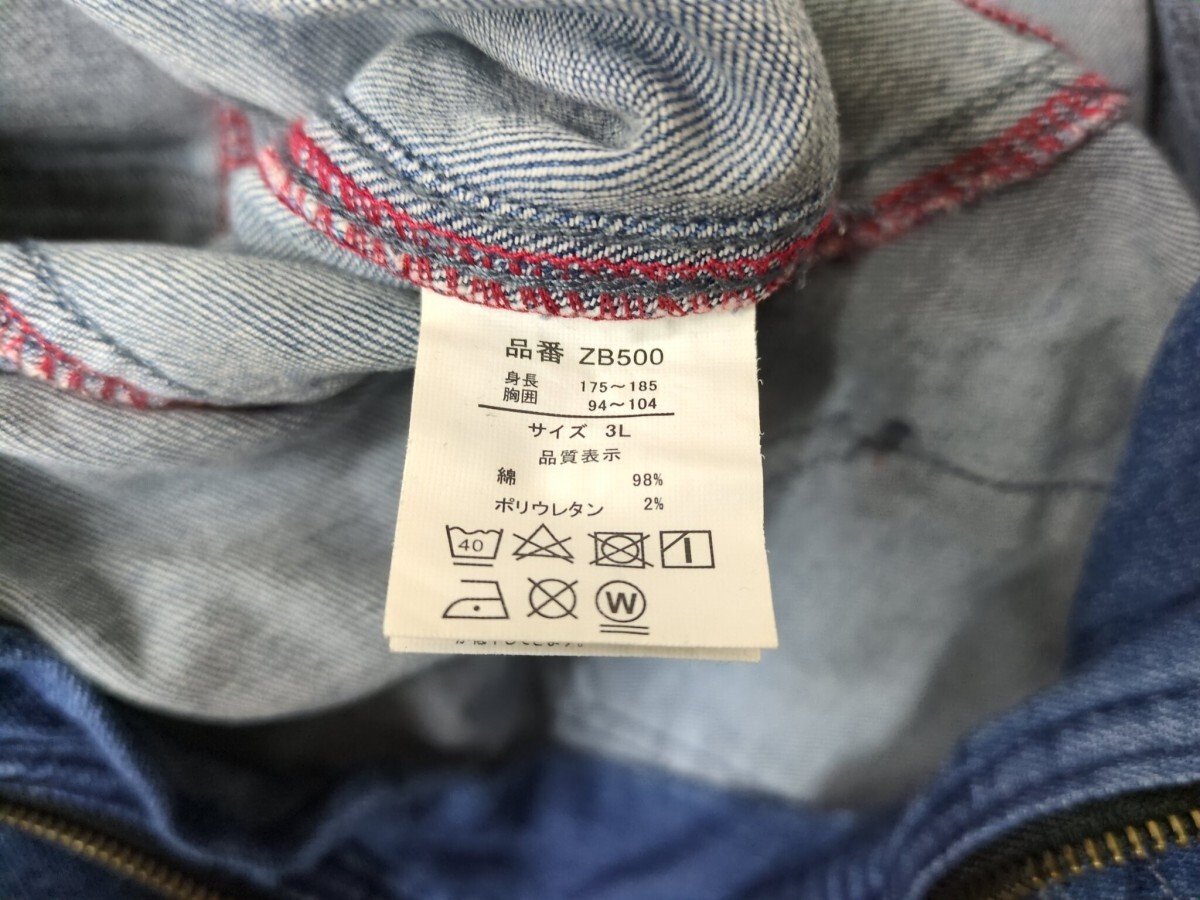 品番 ZB500
身長 175～185
胸囲 94～104
サイズ 3L
品質表示
綿 98%
ポリウレタン 2%
40
W